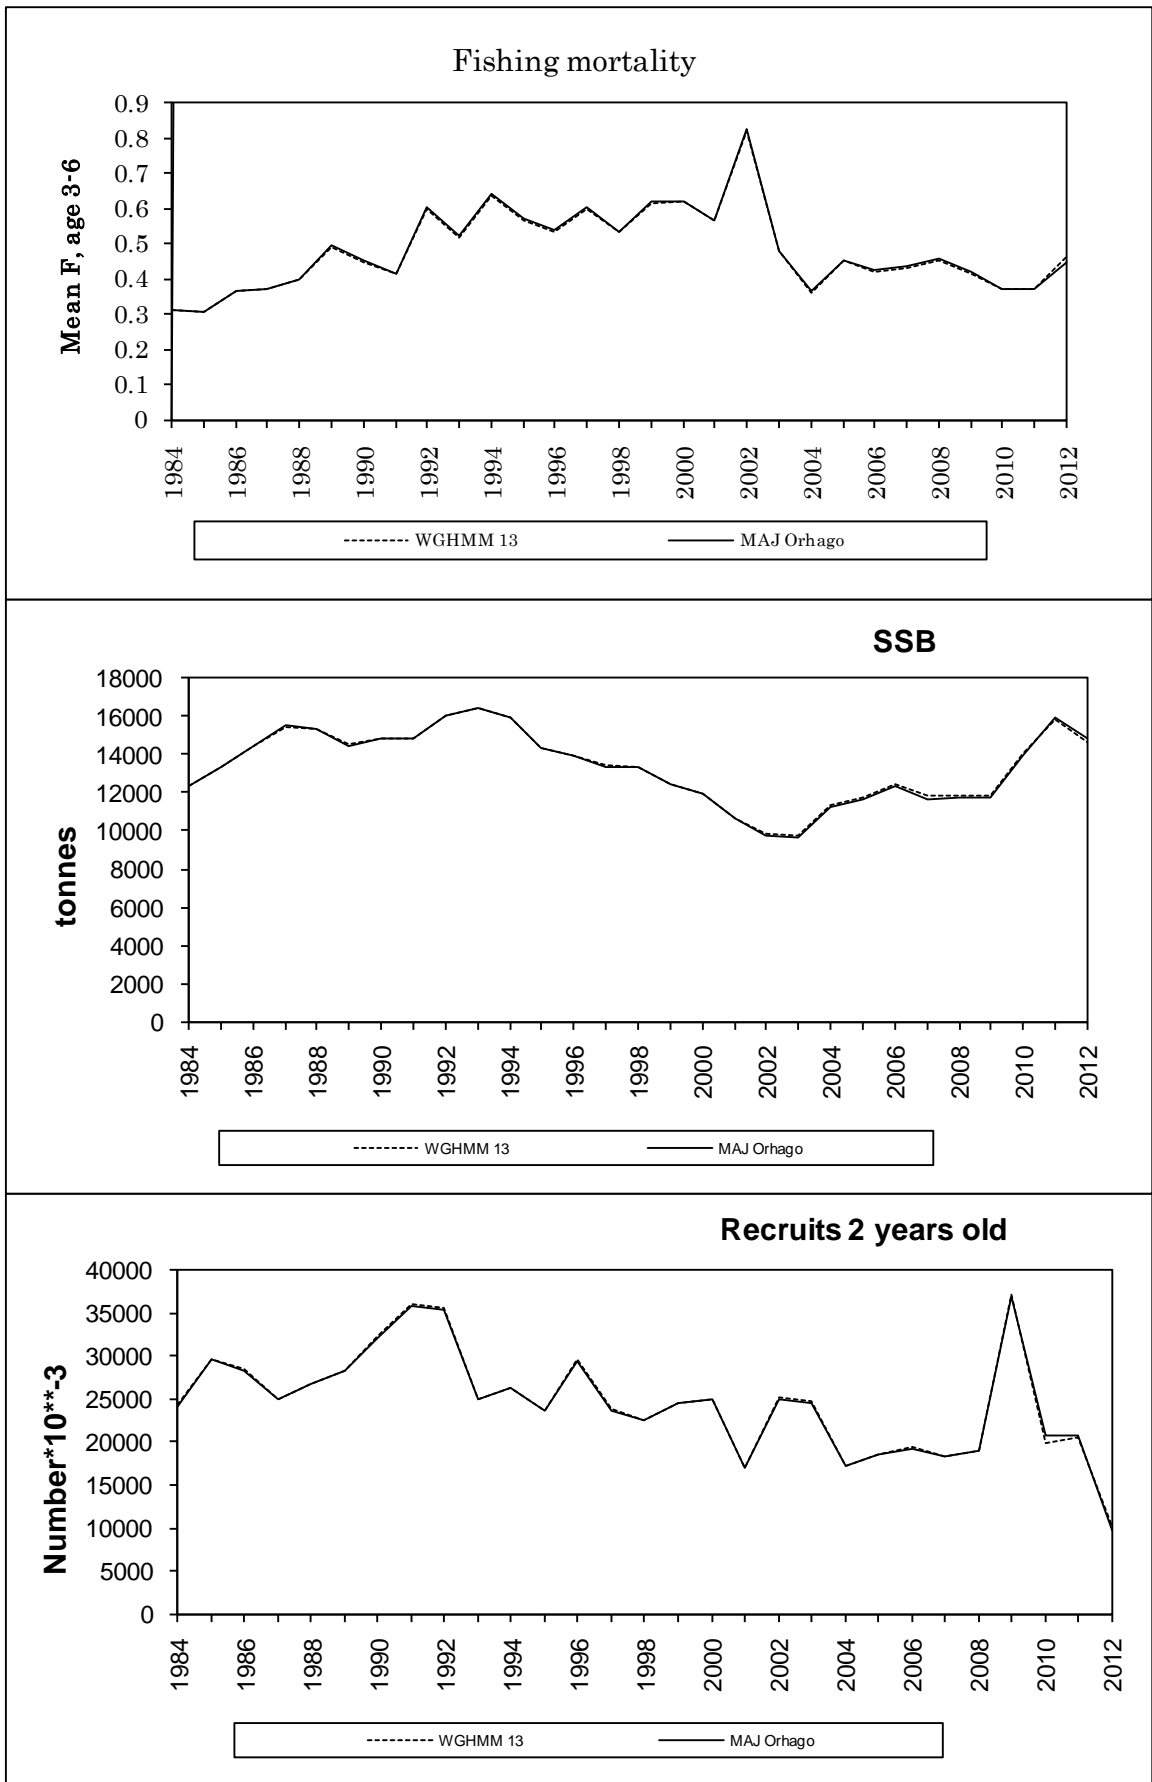 Fishing mortality
Mean F, age 3-6
0.9
0.8
0.7
0.6
0.5
0.4
0.3
0.2
0.1
0
1984 1986 1988 1990 1992 1994 1996 1998 2000 2002 2004 2006 2008 2010 2012
WGHMM 13 MAJ Orhago
SSB
tonnes
18000
16000
14000
12000
10000
8000
6000
4000
2000
0
1984 1986 1988 1990 1992 1994 1996 1998 2000 2002 2004 2006 2008 2010 2012
WGHMM 13 MAJ Orhago
Recruits 2 years old
Number*10**-3
40000
35000
30000
25000
20000
15000
10000
5000
0
1984 1986 1988 1990 1992 1994 1996 1998 2000 2002 2004 2006 2008 2010 2012
WGHMM 13 MAJ Orhago